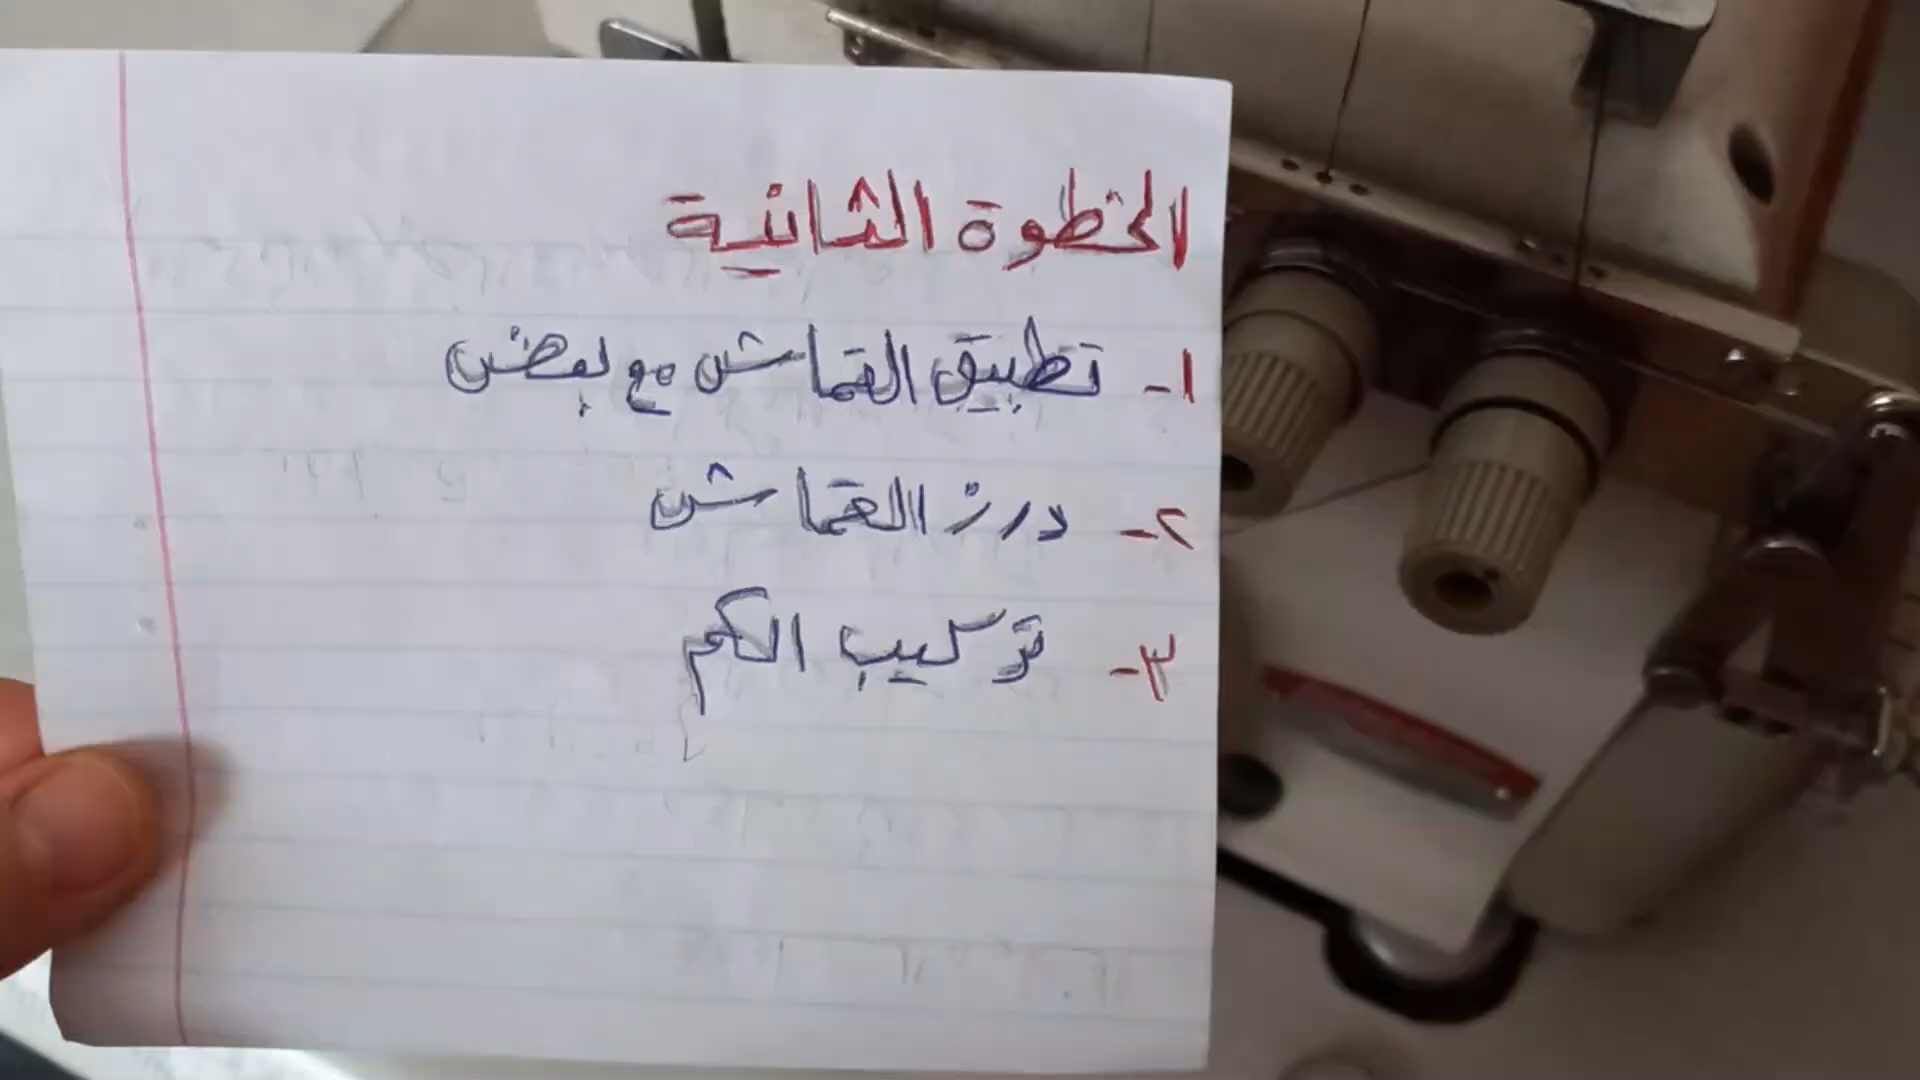 الخطوة الثانية
١- تطبيق القماش مع بعض
٢- درز القماش
٣- تركيب الكم